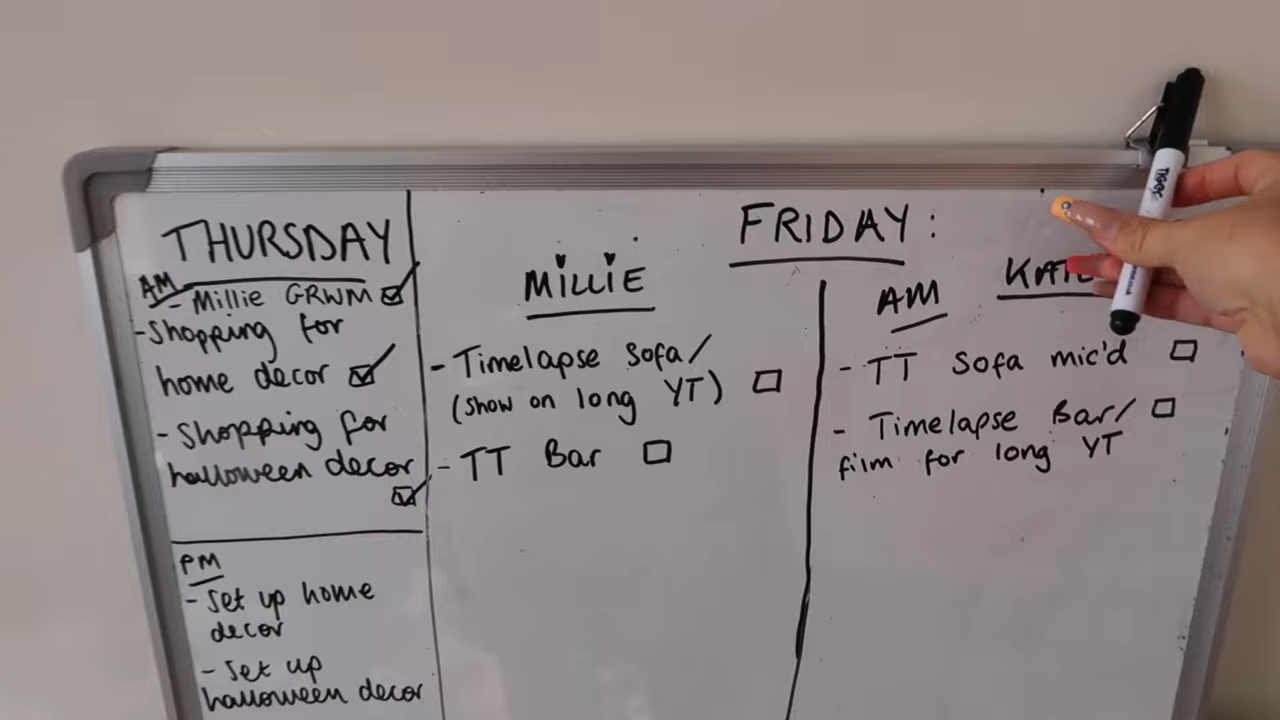 THURSDAY
AM
- Millie GRWM
- Shopping for
home decor
- Shopping for
halloween decor
PM
- Set up home
decor
- Set up
halloween decor
FRIDAY:
MILLIE
- Timelapse Sofa/
(show on long YT)
- TT Bar
AM
- TT Sofa mic'd
- Timelapse Bar/
film for long YT
TIGER